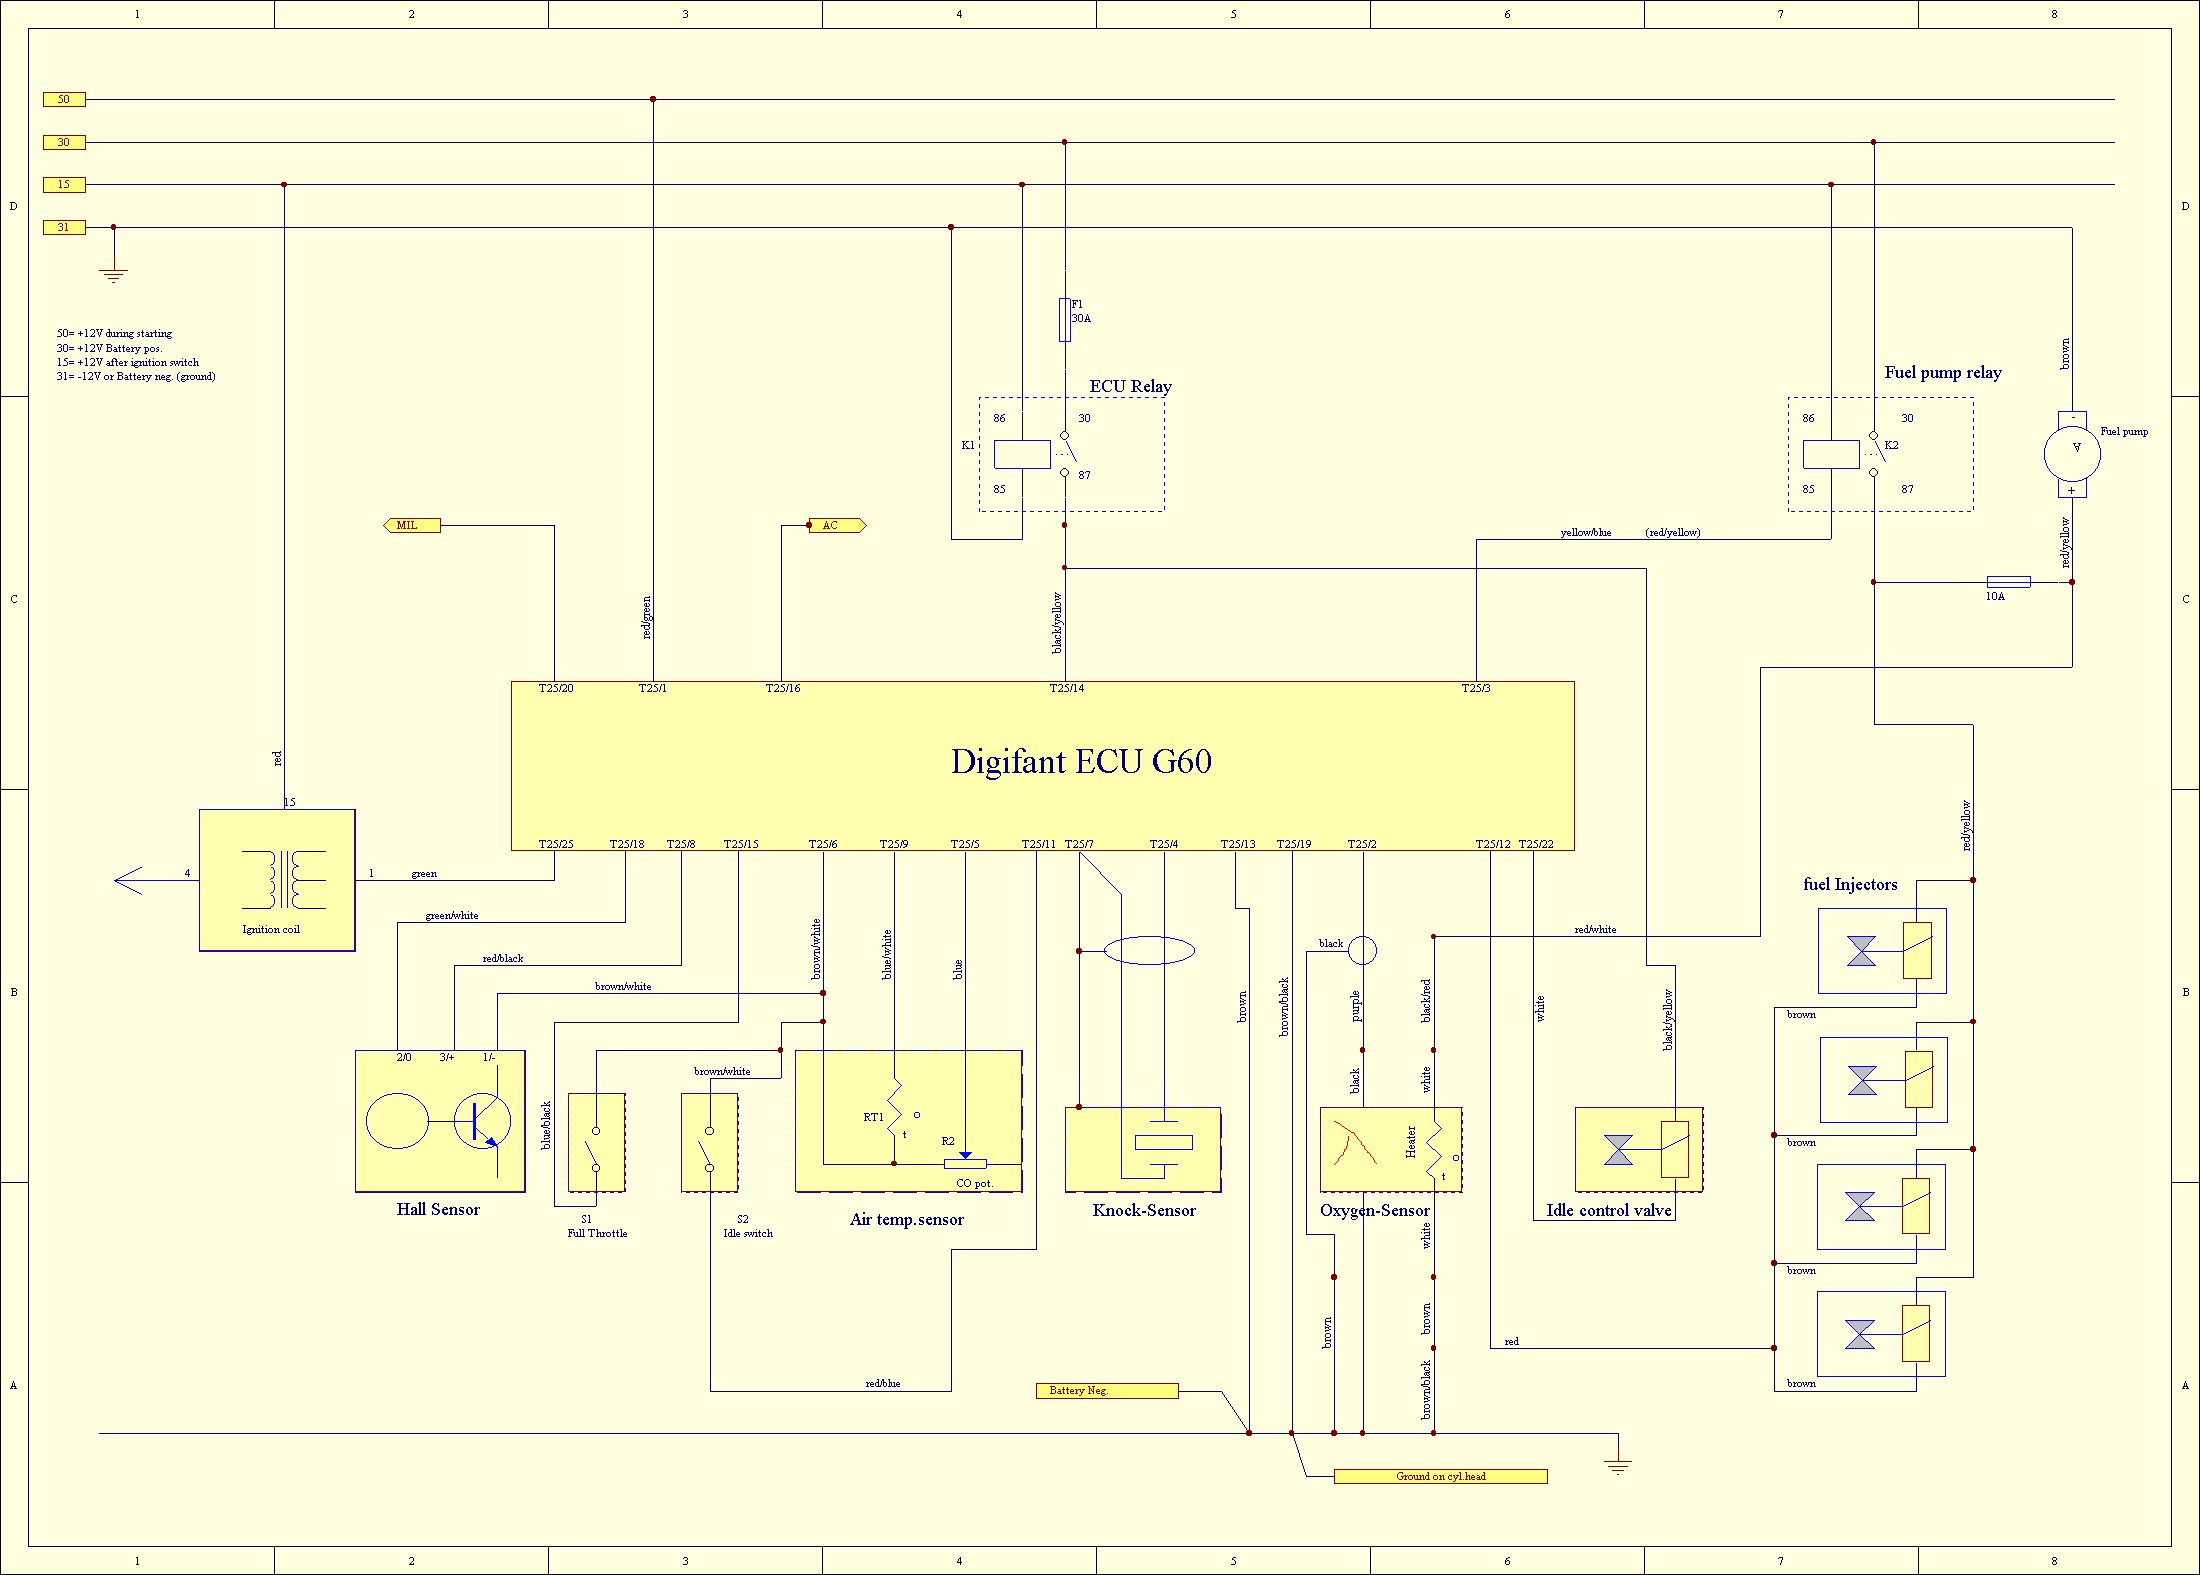 1 2 3 4 5 6 7 8
50
30
15
D D
31
50= +12V during starting
30= +12V Battery pos.
15= +12V after ignition switch
31= -12V or Battery neg. (ground)
F1
30A
brown
ECU Relay
86 30
K1
87
85
Fuel pump relay
86 30
K2
85 87
-
Fuel pump
A
+
MIL
AC
yellow/blue (red/yellow)
red/yellow
10A
C C
red/green
black/yellow
T25/20 T25/1 T25/16 T25/14 T25/3
Digifant ECU G60
red
15
T25/25 T25/18 T25/8 T25/15 T25/6 T25/9 T25/5 T25/11 T25/7 T25/4 T25/13 T25/19 T25/2 T25/12 T25/22
red/yellow
4 1 green
Ignition coil
green/white
red/black
brown/white
brown/white
blue/white
blue
brown
brown/black
black
purple
black/red
red/white
white
black/yellow
fuel Injectors
brown
brown
brown
brown
B B
2/0 3/+ 1/-
Hall Sensor
blue/black
brown/white
S1
Full Throttle
S2
Idle switch
RT1
t
R2
CO pot.
Air temp.sensor
Knock-Sensor
black
white
Heater
t
Oxygen-Sensor
Idle control valve
white
brown
brown
brown/black
red
red/blue
A A
Battery Neg.
Ground on cyl.head
1 2 3 4 5 6 7 8